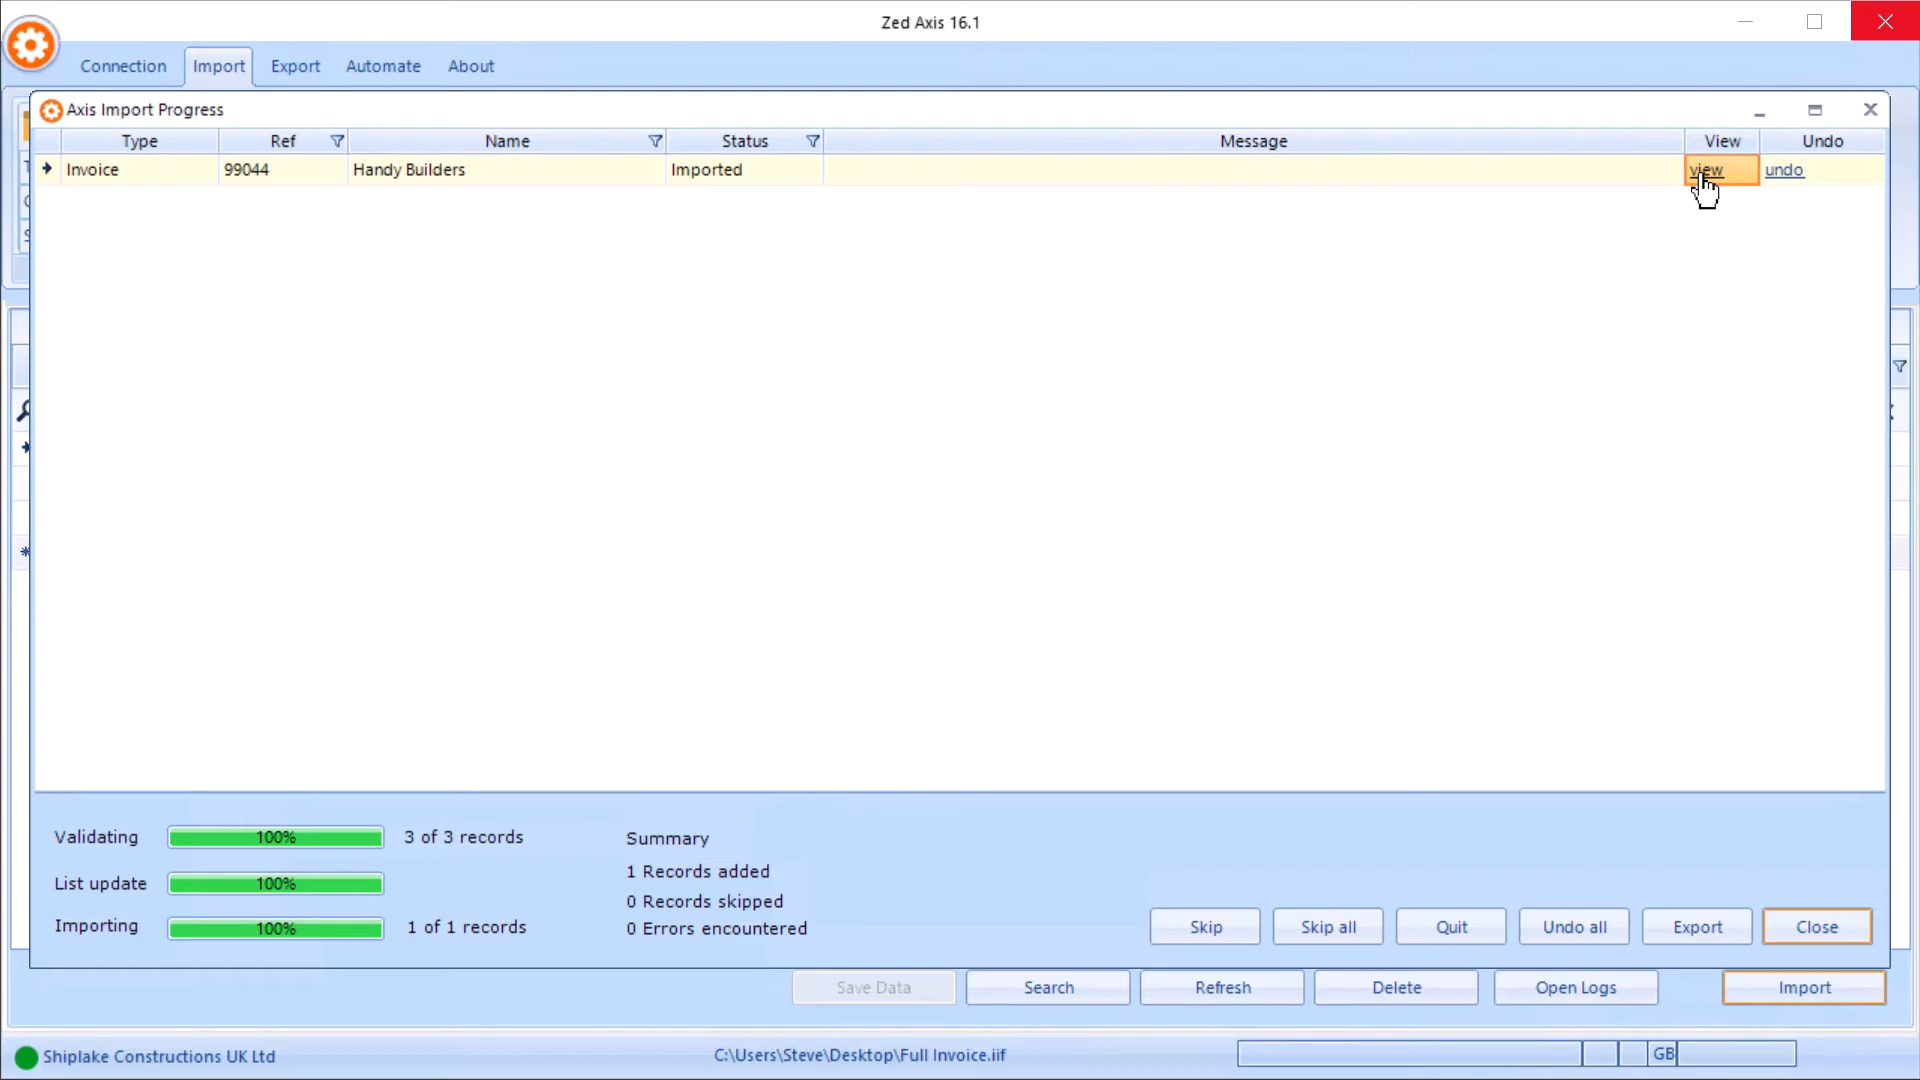 Zed Axis 16.1
Connection Import Export Automate About
Axis Import Progress
Type Ref Name Status Message View Undo
Invoice 99044 Handy Builders Imported view undo
Validating 100% 3 of 3 records
List update 100%
Importing 100% 1 of 1 records
Summary
1 Records added
0 Records skipped
0 Errors encountered
Skip Skip all Quit Undo all Export Close
Save Data Search Refresh Delete Open Logs Import
Shiplake Constructions UK Ltd C:\Users\Steve\Desktop\Full Invoice.iif GB